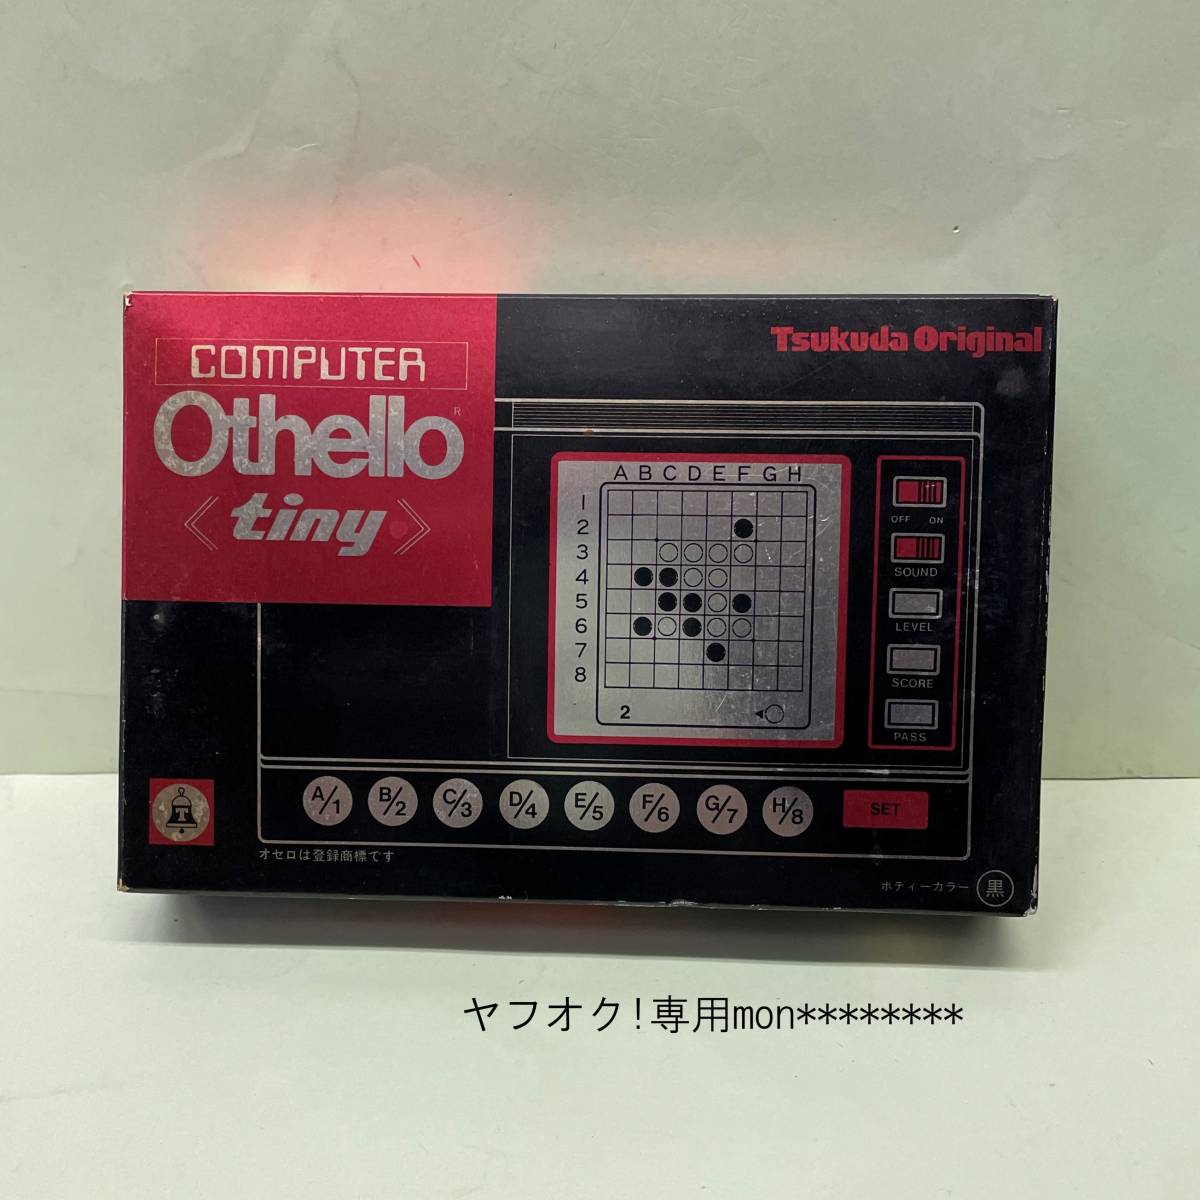 COMPUTER
Othello
R
《tiny》
Tsukuda Original
A B C D E F G H
1
2
3
4
5
6
7
8
2
OFF ON
SOUND
LEVEL
SCORE
PASS
A/1 B/2 C/3 D/4 E/5 F/6 G/7 H/8 SET
T
オセロは登録商標です
ボディーカラー 黒
ヤフオク!専用mon********